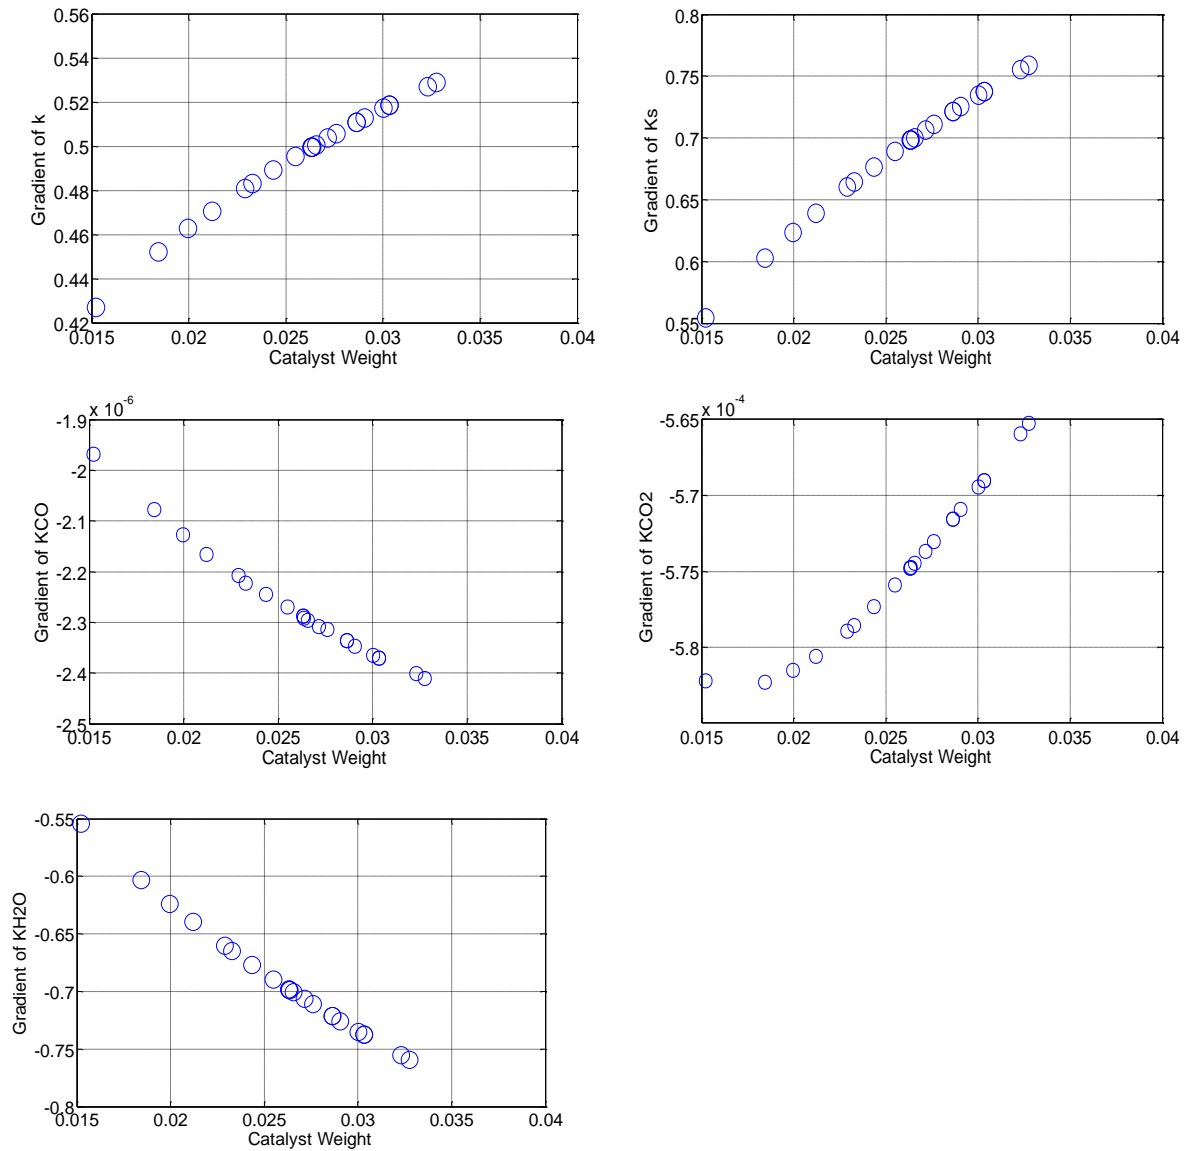 0.56
0.54
0.52
0.5
0.48
0.46
0.44
0.42
Gradient of k
0.015 0.02 0.025 0.03 0.035 0.04
Catalyst Weight
0.8
0.75
0.7
0.65
0.6
0.55
Gradient of Ks
0.015 0.02 0.025 0.03 0.035 0.04
Catalyst Weight
x 10-6
-1.9
-2
-2.1
-2.2
-2.3
-2.4
-2.5
Gradient of KCO
0.015 0.02 0.025 0.03 0.035 0.04
Catalyst Weight
x 10-4
-5.65
-5.7
-5.75
-5.8
Gradient of KCO2
0.015 0.02 0.025 0.03 0.035 0.04
Catalyst Weight
-0.55
-0.6
-0.65
-0.7
-0.75
-0.8
Gradient of KH2O
0.015 0.02 0.025 0.03 0.035 0.04
Catalyst Weight